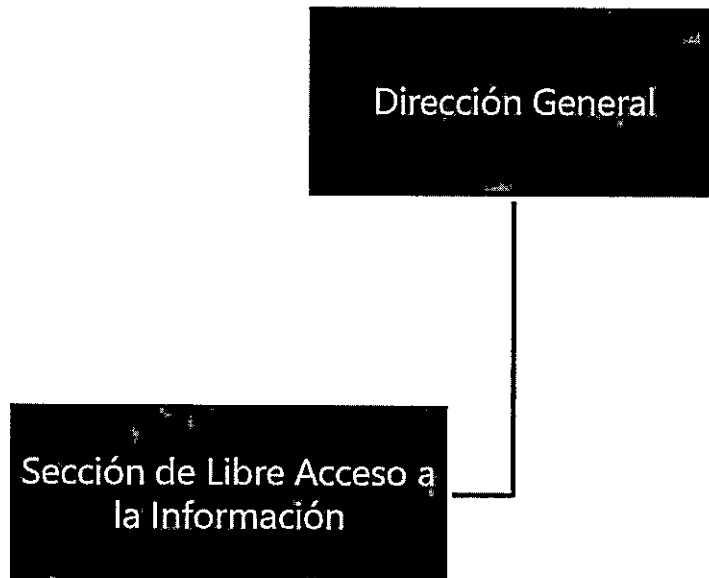 Dirección General
Sección de Libre Acceso a
la Información